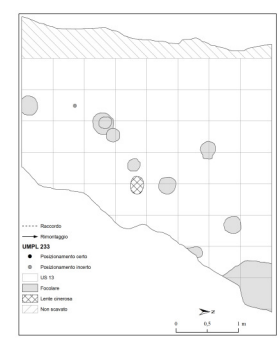 Raccordo
Rimontaggio
UMPL 233
Posizionamento certo
Posizionamento incerto
US 13
Focolare
Lente cinerosa
Non scavato
N
0 0,5 1 m